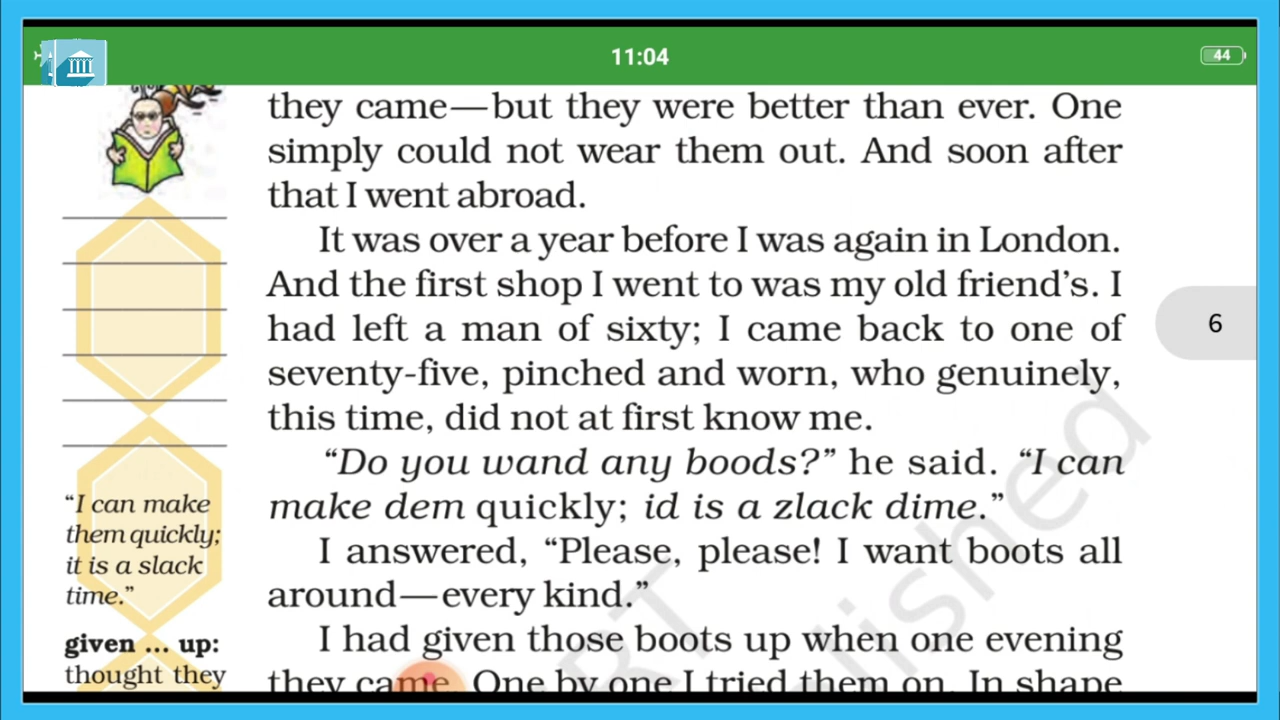 11:04
44
they came—but they were better than ever. One
simply could not wear them out. And soon after
that I went abroad.
It was over a year before I was again in London.
And the first shop I went to was my old friend's. I
had left a man of sixty; I came back to one of
seventy-five, pinched and worn, who genuinely,
this time, did not at first know me.
“Do you wand any boods?” he said. “I can
make dem quickly; id is a zlack dime.”
I answered, “Please, please! I want boots all
around—every kind.”
I had given those boots up when one evening
they came. One by one I tried them on. In shape
6
“I can make
them quickly;
it is a slack
time.”
given ... up:
thought they
lished